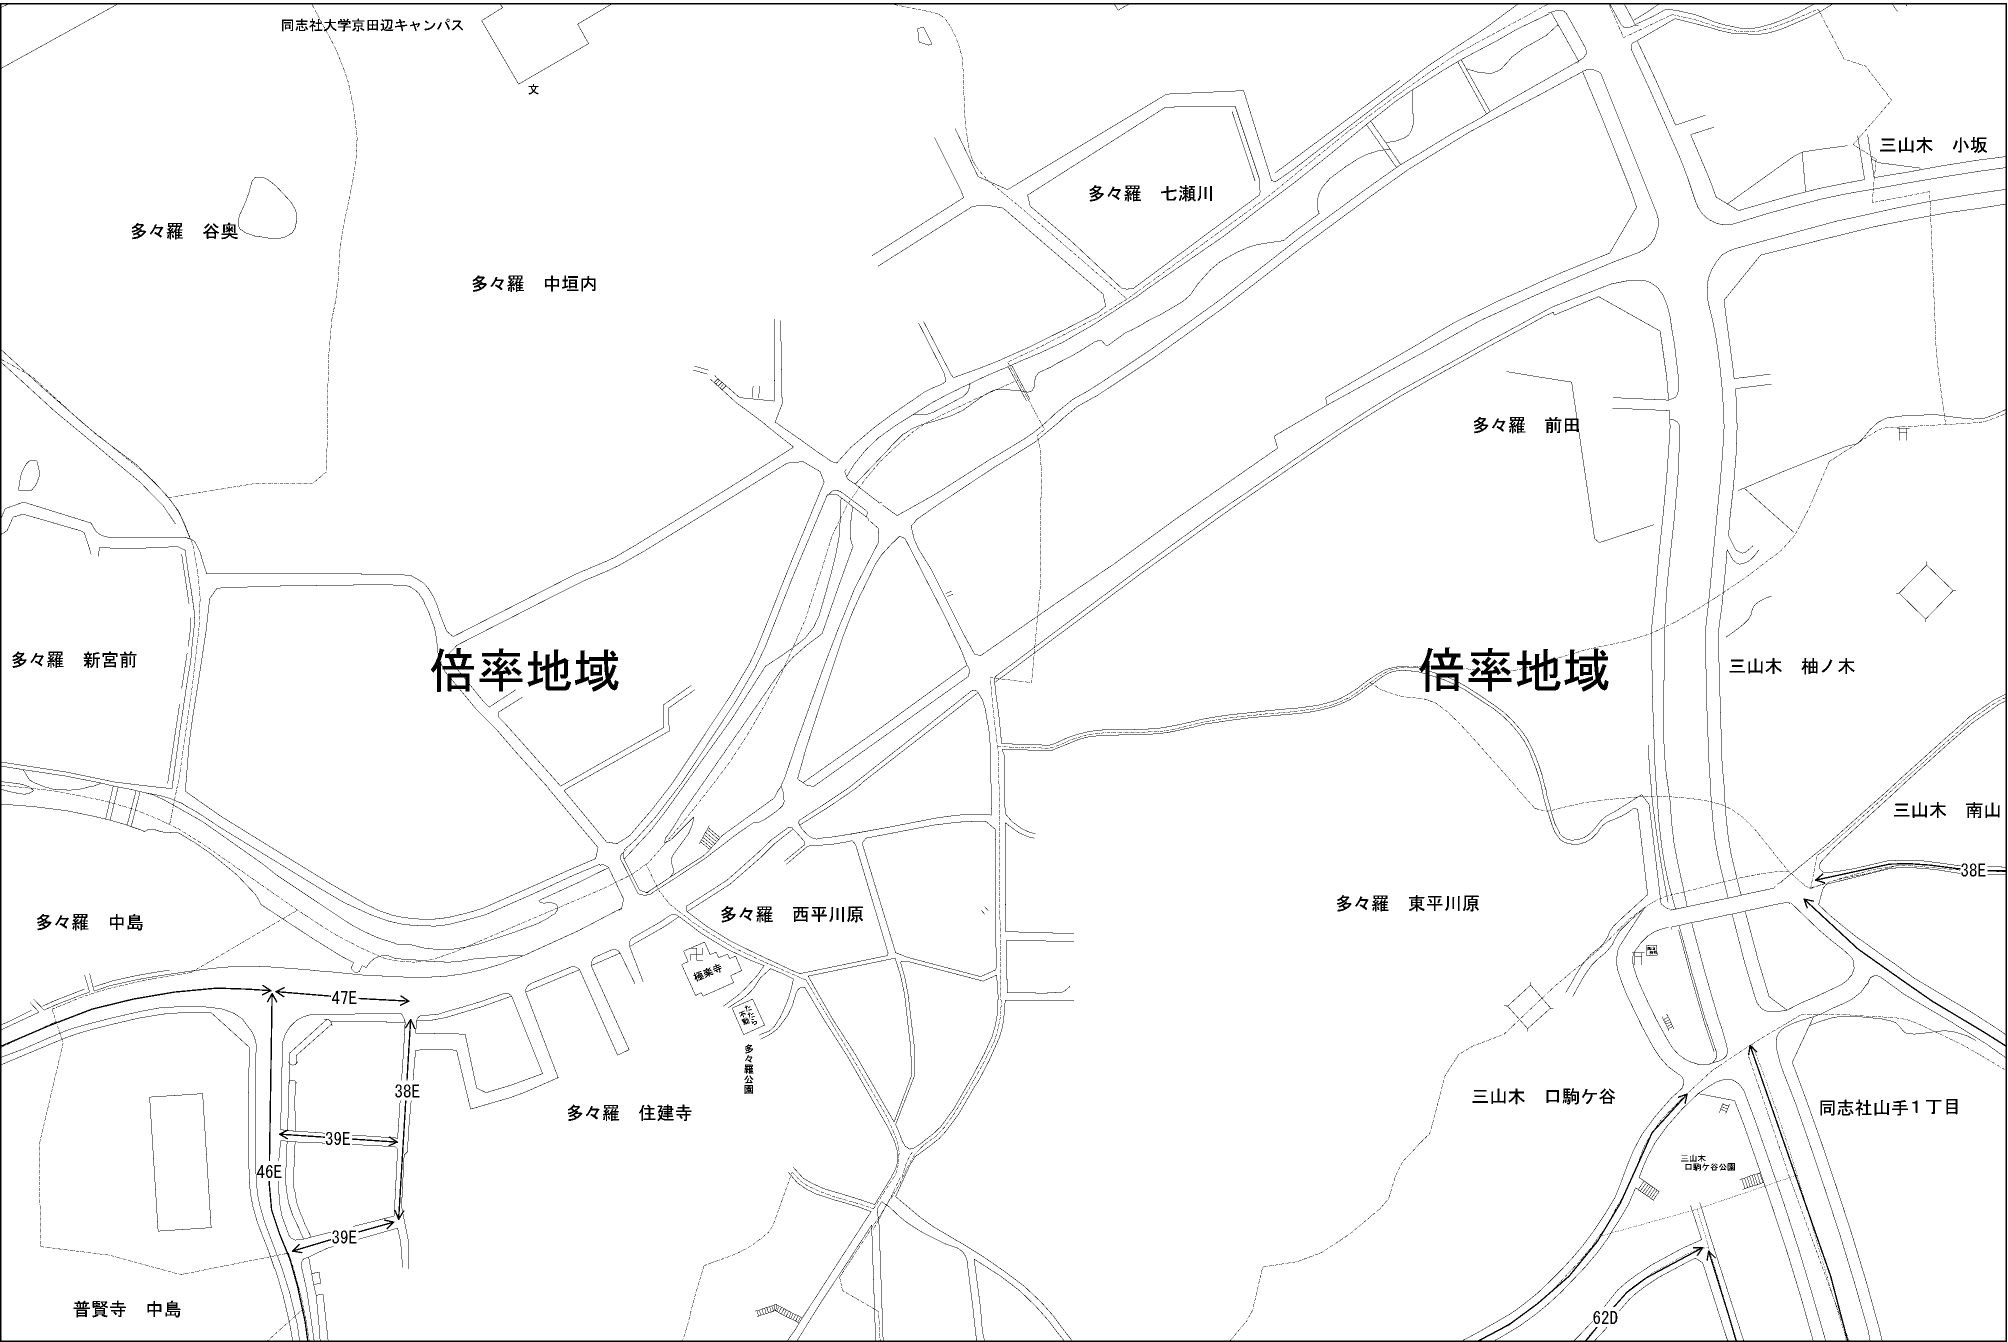 同志社大学京田辺キャンパス
文
三山木　小坂
多々羅　七瀬川
多々羅　谷奥
多々羅　中垣内
多々羅　前田
多々羅　新宮前
倍率地域
倍率地域
三山木　柚ノ木
三山木　南山
38E
多々羅　中島
多々羅　西平川原
多々羅　東平川原
極楽寺
47E
たたら
不動
多々羅公園
38E
三山木　口駒ケ谷
同志社山手１丁目
多々羅　住建寺
39E
46E
三山木
口駒ケ谷公園
39E
普賢寺　中島
62D